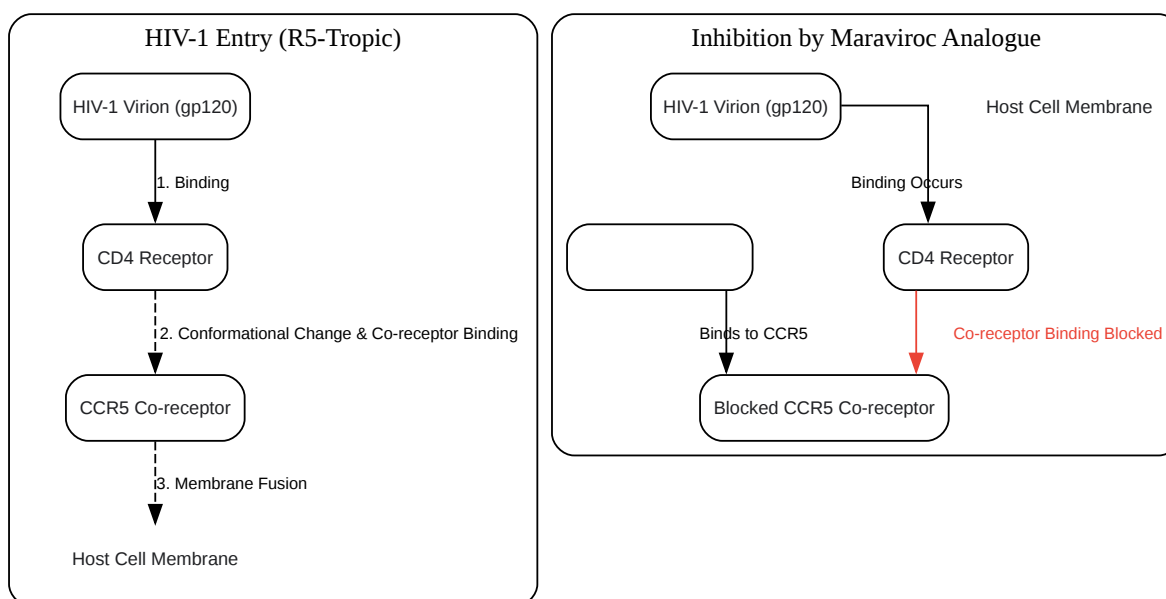 HIV-1 Entry (R5-Tropic)
HIV-1 Virion (gp120)
1. Binding
CD4 Receptor
2. Conformational Change & Co-receptor Binding
CCR5 Co-receptor
3. Membrane Fusion
Host Cell Membrane
Inhibition by Maraviroc Analogue
HIV-1 Virion (gp120)
Host Cell Membrane
Binding Occurs
CD4 Receptor
Binds to CCR5
Co-receptor Binding Blocked
Blocked CCR5 Co-receptor